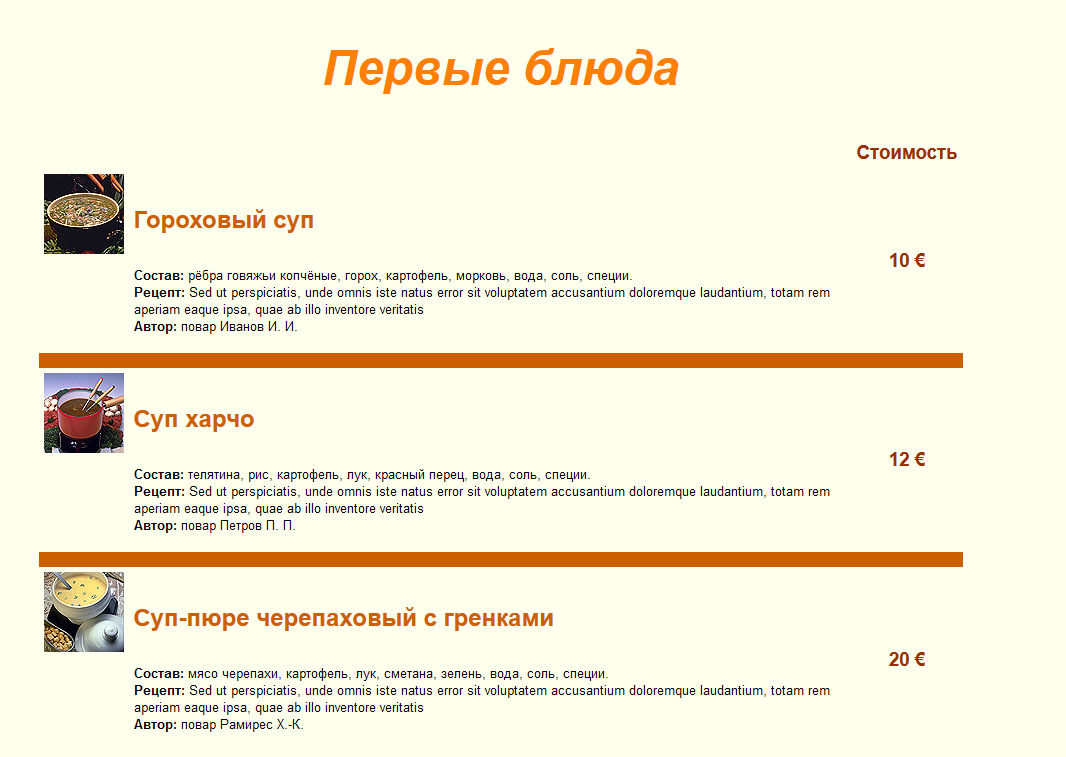 Первые блюда
Стоимость
Гороховый суп
10 €
Состав: рёбра говяжьи копчёные, горох, картофель, морковь, вода, соль, специи.
Рецепт: Sed ut perspiciatis, unde omnis iste natus error sit voluptatem accusantium doloremque laudantium, totam rem
aperiam eaque ipsa, quae ab illo inventore veritatis
Автор: повар Иванов И. И.
Суп харчо
12 €
Состав: телятина, рис, картофель, лук, красный перец, вода, соль, специи.
Рецепт: Sed ut perspiciatis, unde omnis iste natus error sit voluptatem accusantium doloremque laudantium, totam rem
aperiam eaque ipsa, quae ab illo inventore veritatis
Автор: повар Петров П. П.
Суп-пюре черепаховый с гренками
20 €
Состав: мясо черепахи, картофель, лук, сметана, зелень, вода, соль, специи.
Рецепт: Sed ut perspiciatis, unde omnis iste natus error sit voluptatem accusantium doloremque laudantium, totam rem
aperiam eaque ipsa, quae ab illo inventore veritatis
Автор: повар Рамирес Х.-К.